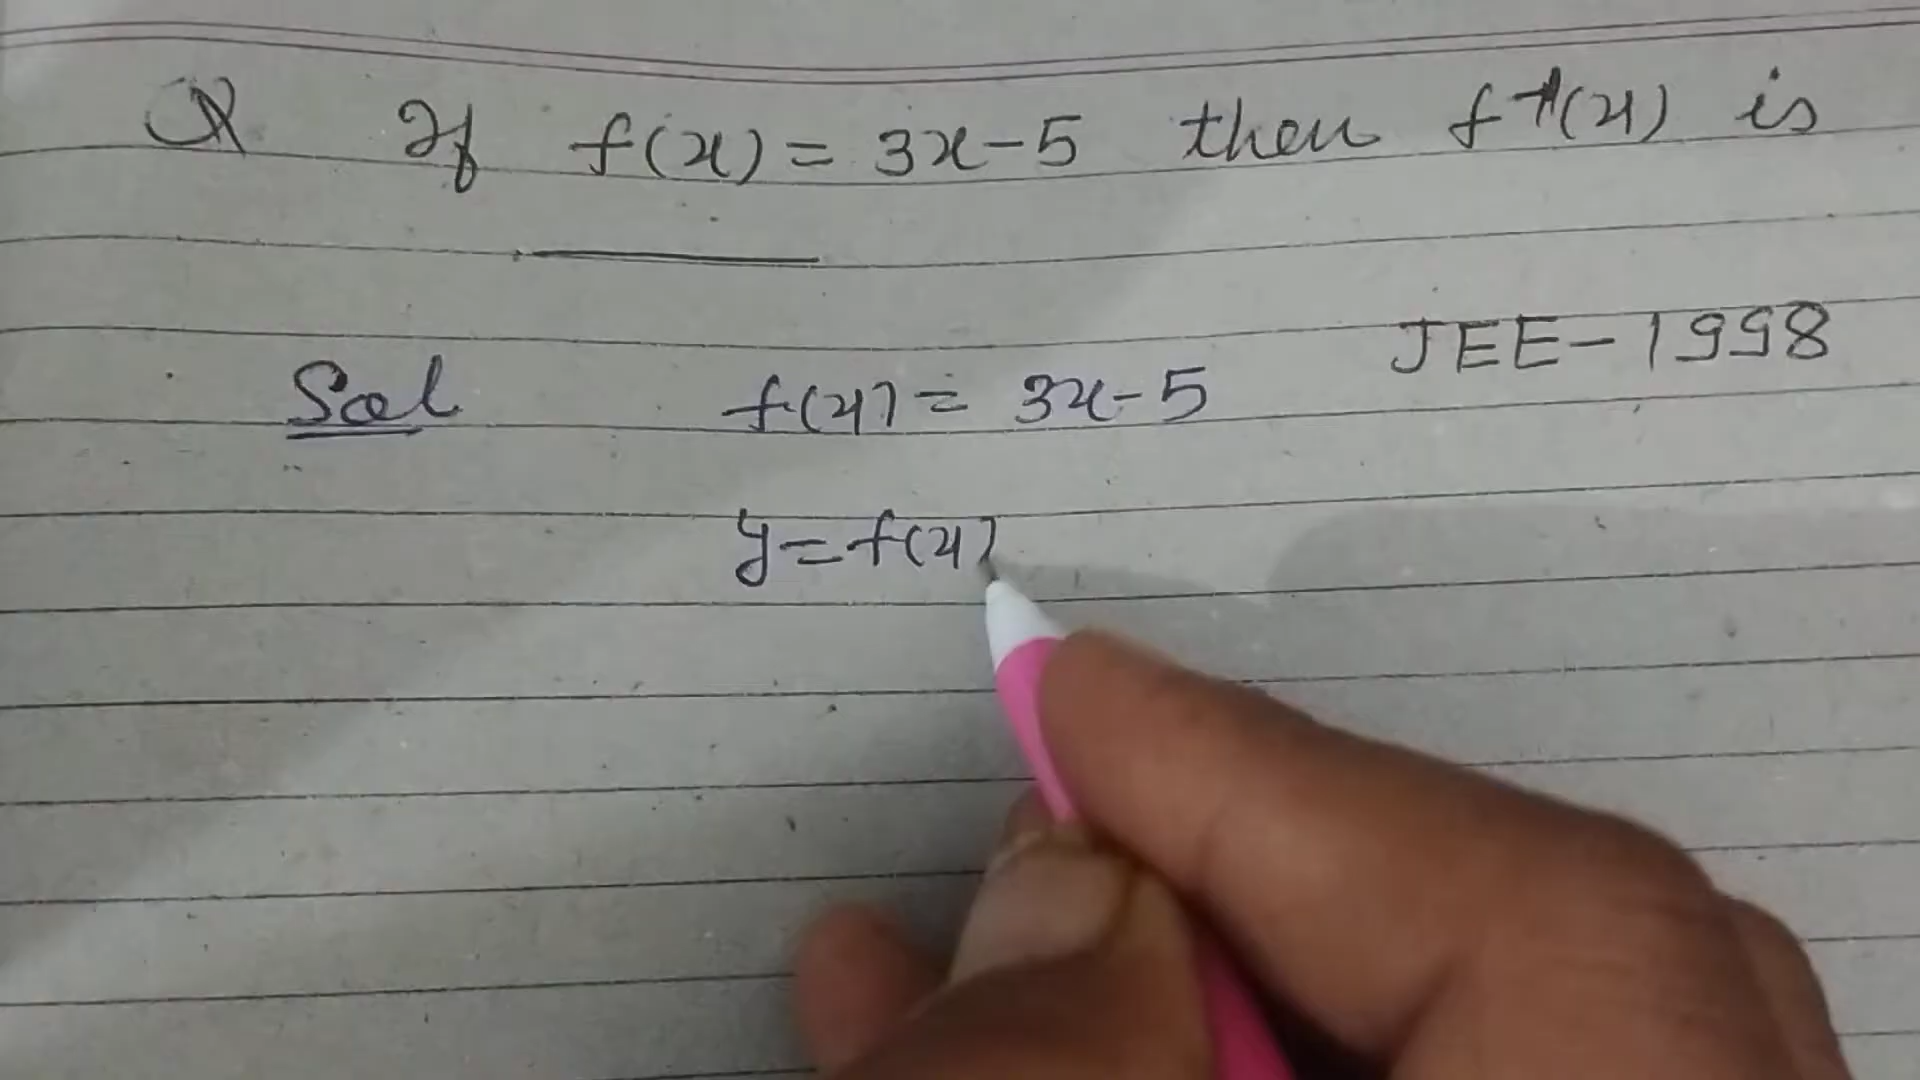 Q If f(x) = 3x-5 then f⁻¹(x) is
JEE-1998
Sol f(x) = 3x-5
y = f(x)